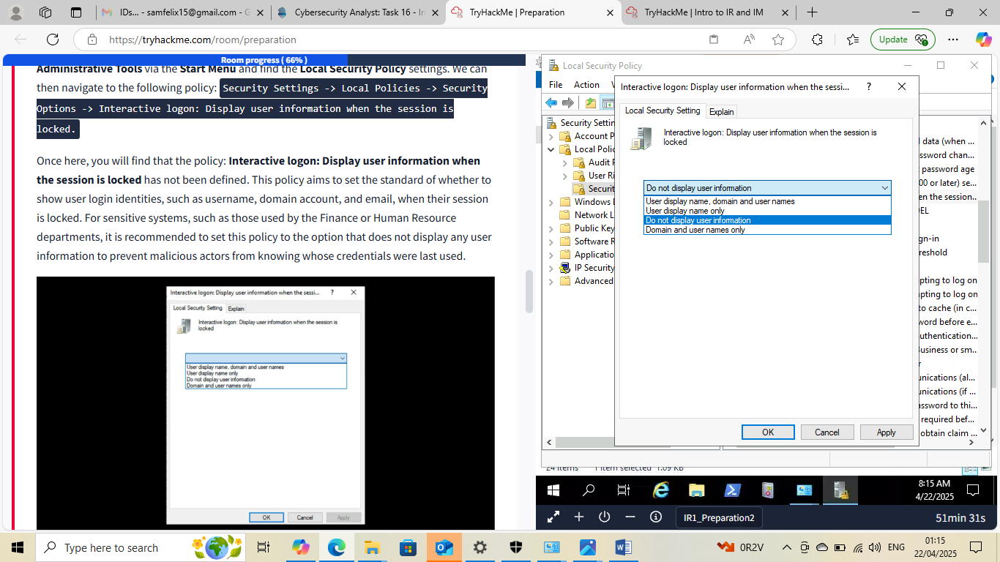 IDs... - samfelix15@gmail.com - G
Cybersecurity Analyst: Task 16 - In
TryHackMe | Preparation
TryHackMe | Intro to IR and IM
https://tryhackme.com/room/preparation
Update
Room progress ( 66% )
Administrative Tools via the Start Menu and find the Local Security Policy settings. We can
then navigate to the following policy: Security Settings -> Local Policies -> Security
Options -> Interactive logon: Display user information when the session is
locked.
Once here, you will find that the policy: Interactive logon: Display user information when
the session is locked has not been defined. This policy aims to set the standard of whether to
show user login identities, such as username, domain account, and email, when their session
is locked. For sensitive systems, such as those used by the Finance or Human Resource
departments, it is recommended to set this policy to the option that does not display any user
information to prevent malicious actors from knowing whose credentials were last used.
Interactive logon: Display user information when the sessi...
?
Local Security Setting
Explain
Interactive logon: Display user information when the session is
locked
User display name, domain and user names
User display name only
Do not display user information
Domain and user names only
OK
Cancel
Apply
Local Security Policy
File
Action
Security Settin
Account P
Local Polic
Audit P
User Ri
Securit
Windows
Network L
Public Key
Software R
Applicatio
IP Security
Advanced
Interactive logon: Display user information when the sessi...
?
Local Security Setting
Explain
Interactive logon: Display user information when the session is
locked
Do not display user information
User display name, domain and user names
User display name only
Do not display user information
Domain and user names only
OK
Cancel
Apply
data (when ...
ssword chan...
password age
00 or later) se...
en the session...
DEL
gn-in
reshold
pting to log on
pting to log on
to cache (in c...
word before e...
uthentication...
Business or sm...
unications (al...
unications (if ...
ssword to thi...
required bef...
obtain claim ...
24 items
1 item selected 1.09 KB
8:15 AM
4/22/2025
IR1_Preparation2
51min 31s
Type here to search
0R2V
ENG
01:15
22/04/2025